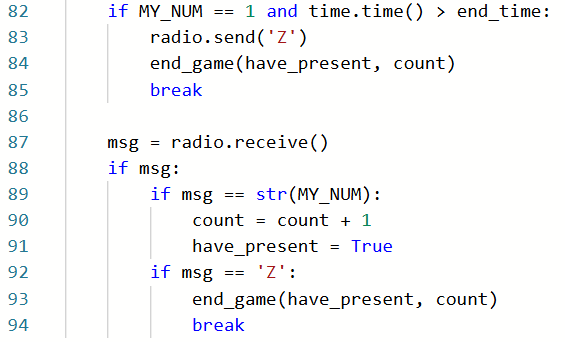 82 if MY_NUM == 1 and time.time() > end_time:
83 radio.send('Z')
84 end_game(have_present, count)
85 break
86
87 msg = radio.receive()
88 if msg:
89 if msg == str(MY_NUM):
90 count = count + 1
91 have_present = True
92 if msg == 'Z':
93 end_game(have_present, count)
94 break